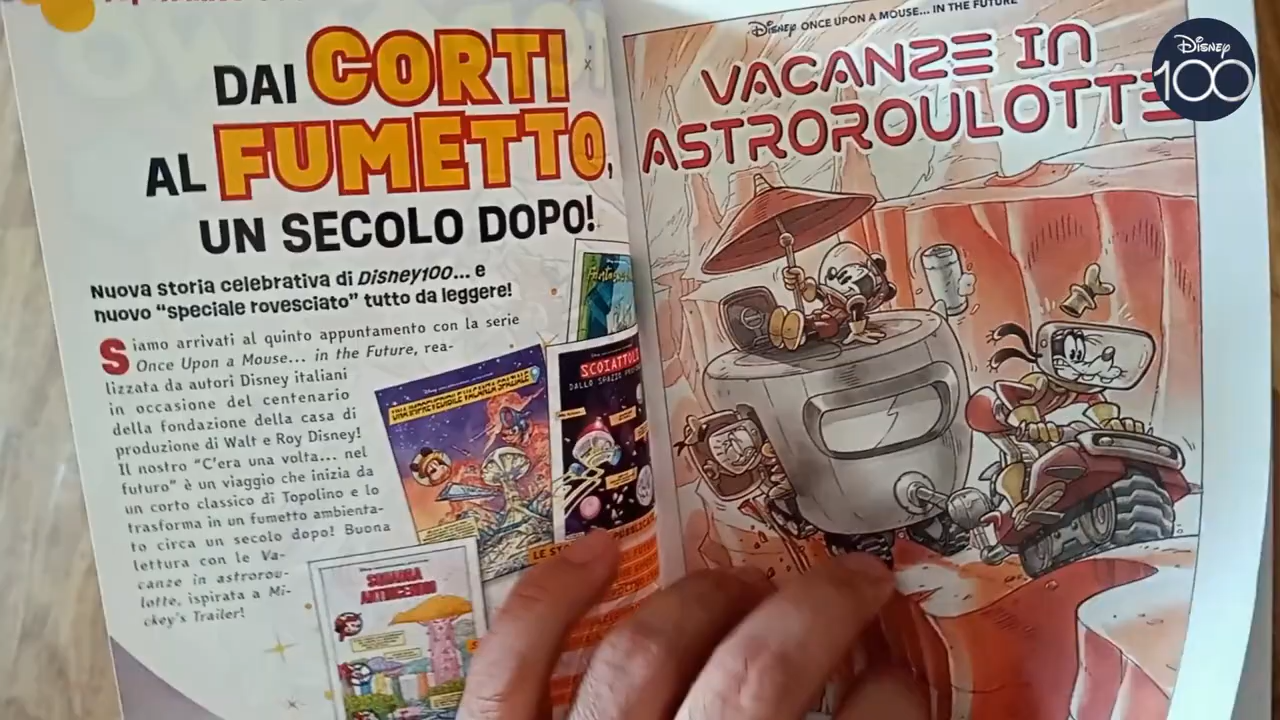 DAI CORTI
AL FUMETTO,
UN SECOLO DOPO!
Nuova storia celebrativa di Disney100... e
nuovo "speciale rovesciato" tutto da leggere!
Siamo arrivati al quinto appuntamento con la serie
Once Upon a Mouse... in the Future, rea-
lizzata da autori Disney italiani
in occasione del centenario
della fondazione della casa di
produzione di Walt e Roy Disney!
Il nostro "C'era una volta... nel
futuro" è un viaggio che inizia da
un corto classico di Topolino e lo
trasforma in un fumetto ambienta-
to circa un secolo dopo! Buona
lettura con le Va-
canze in astrorou-
lotte, ispirata a Mi-
ckey's Trailer!
UN'IMPREVEDIBILE VACANZA SPAZIALE
SCOIATTOLI
DALLO SPAZIO
LE
Disney ONCE UPON A MOUSE... IN THE FUTURE
VACANZE IN
ASTROROULOTTE
Disney
100